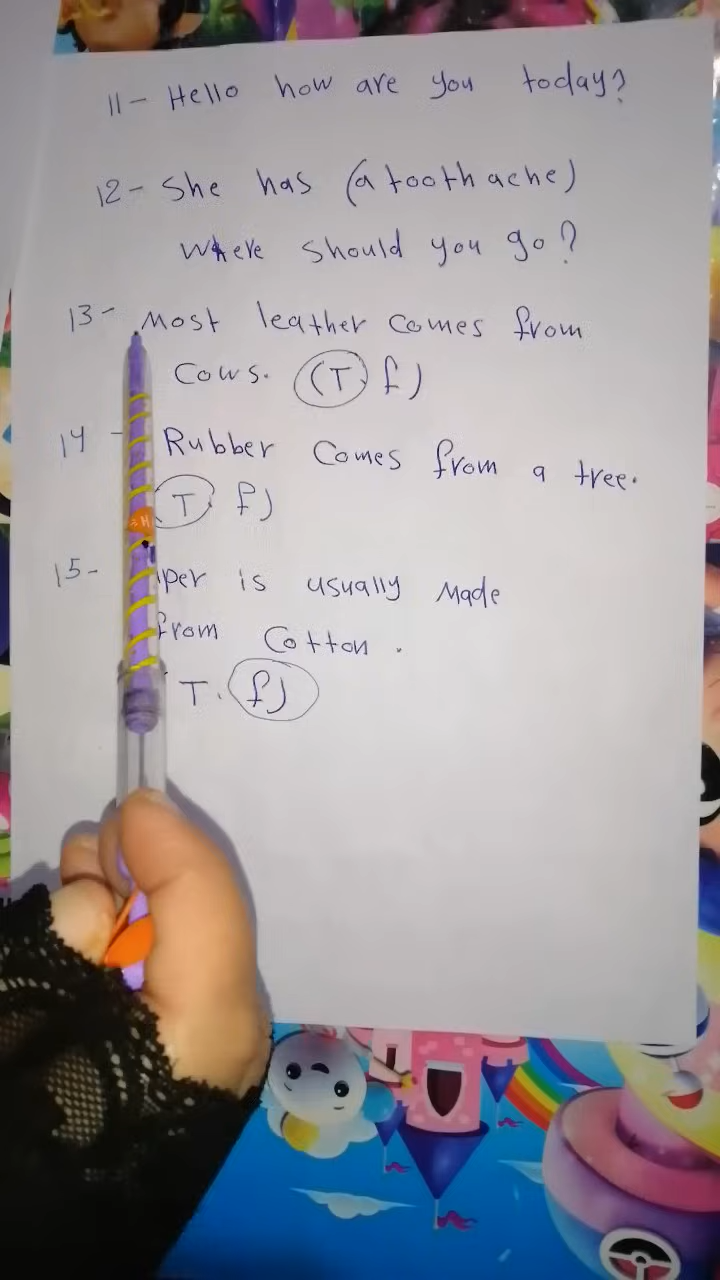 11- Hello how are you today?
12- She has (a toothache)
Where should you go?
13- Most leather comes from
Cows. (T f)
14- Rubber Comes from a tree.
T f)
15- is usually Made
from Cotton.
T. f)